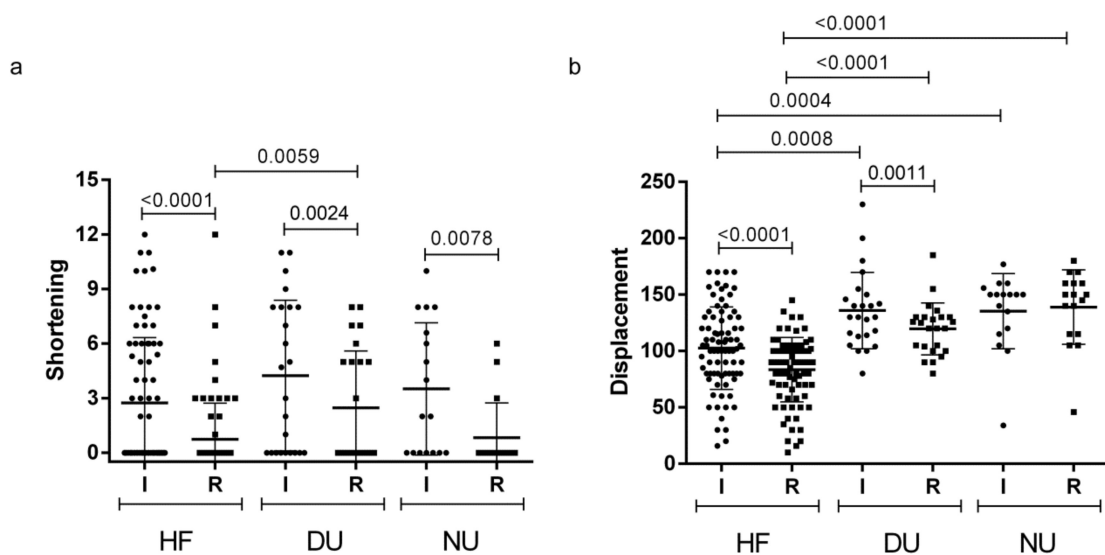 a
Shortening
15
12
9
6
3
0
<0.0001
0.0059
0.0024
0.0078
I
R
I
R
I
R
HF
DU
NU
b
Displacement
250
200
150
100
50
0
<0.0001
<0.0001
0.0004
0.0008
0.0011
<0.0001
I
R
I
R
I
R
HF
DU
NU